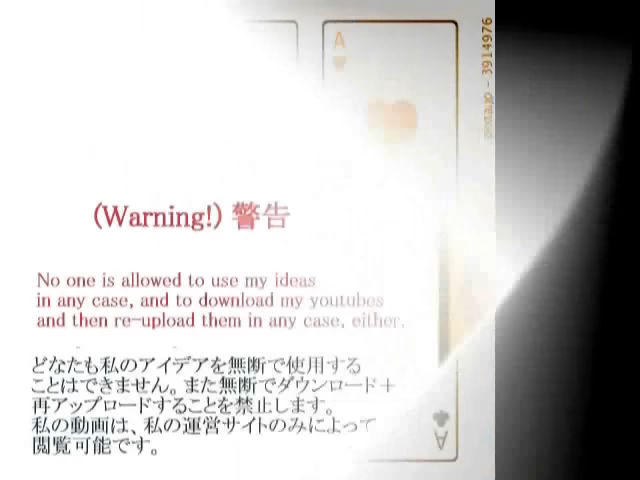 A
(Warning!) 警告
No one is allowed to use my ideas
in any case, and to download my youtubes
and then re-upload them in any case, either.
どなたも私のアイデアを無断で使用する
ことはできません。また無断でダウンロード＋
再アップロードすることを禁止します。
私の動画は、私の運営サイトのみによって
閲覧可能です。
A
pixta.jp - 3914976